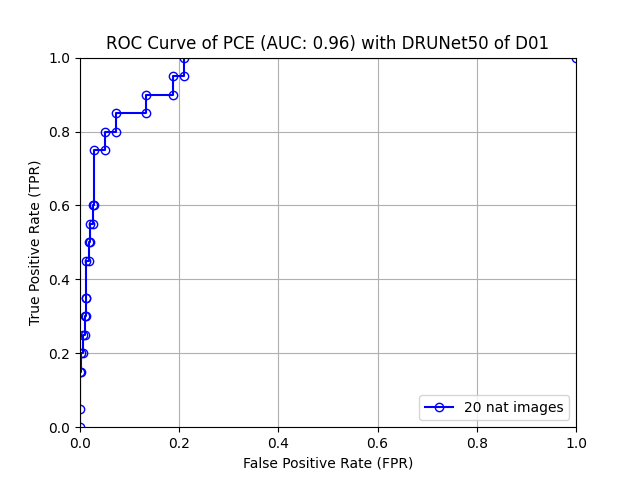 ROC Curve of PCE (AUC: 0.96) with DRUNet50 of D01
True Positive Rate (TPR)
1.0
0.8
0.6
0.4
0.2
0.0
20 nat images
0.0 0.2 0.4 0.6 0.8 1.0
False Positive Rate (FPR)